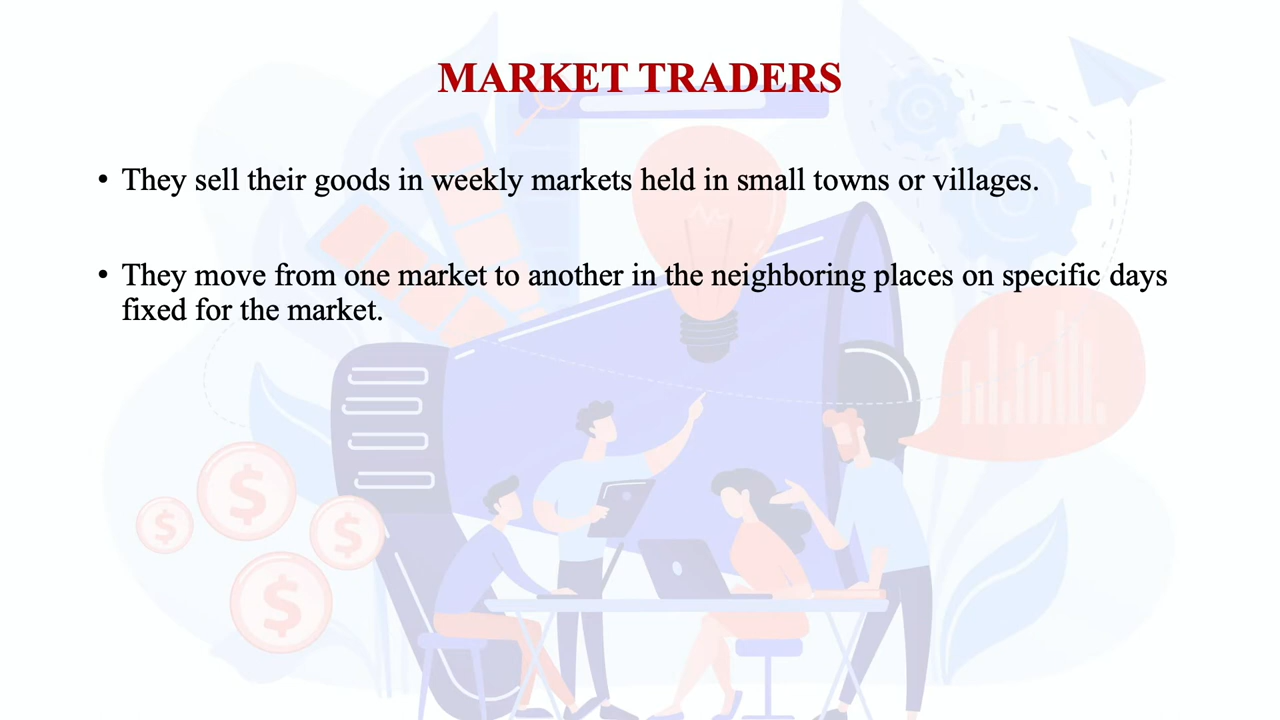 MARKET TRADERS
• They sell their goods in weekly markets held in small towns or villages.
• They move from one market to another in the neighboring places on specific days
fixed for the market.